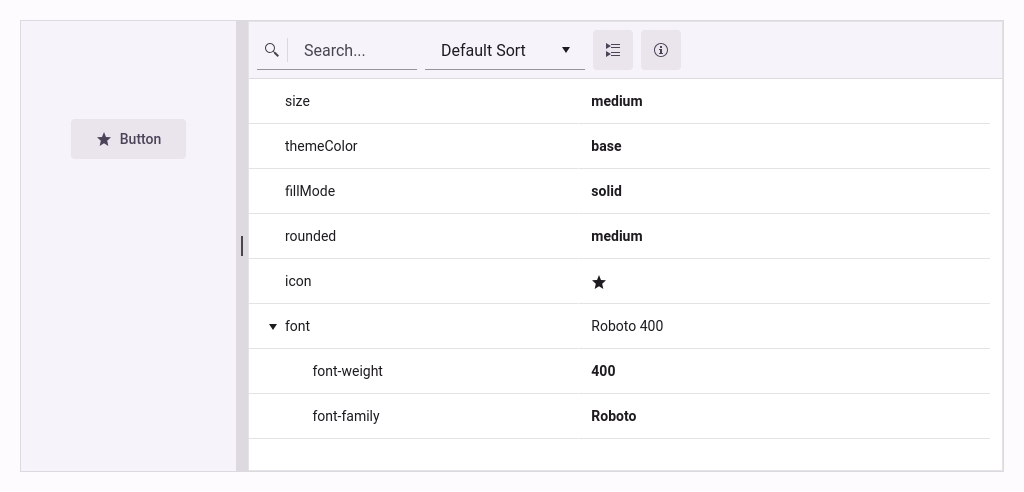 Button
Search...
Default Sort
size medium
themeColor base
fillMode solid
rounded medium
icon
font Roboto 400
font-weight 400
font-family Roboto